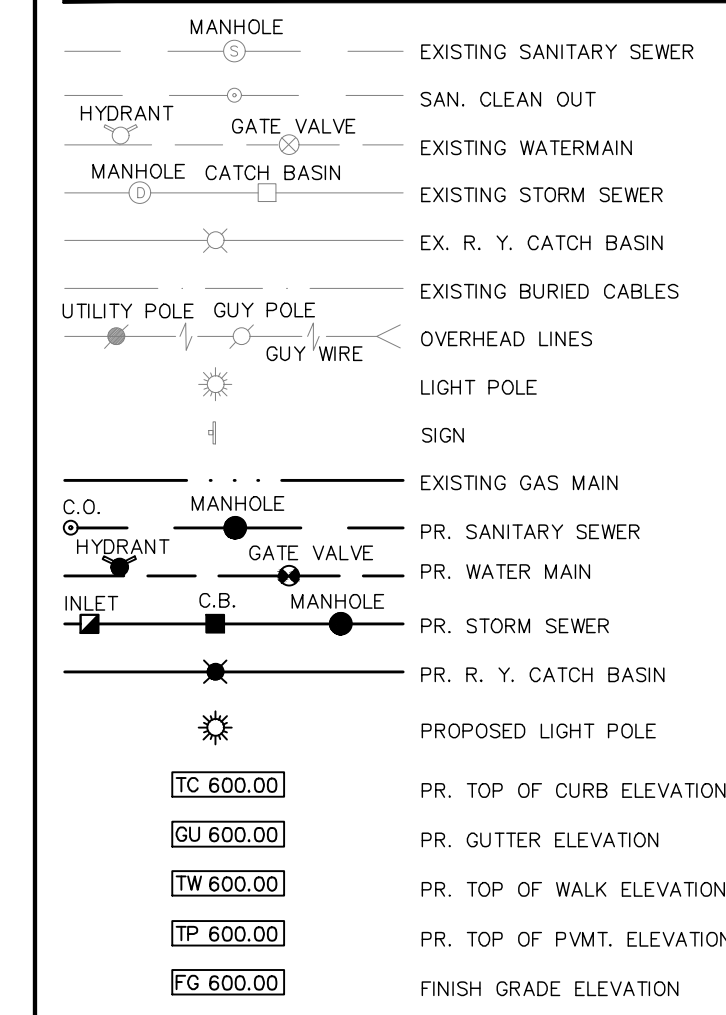 MANHOLE
S EXISTING SANITARY SEWER
SAN. CLEAN OUT
HYDRANT GATE VALVE
EXISTING WATERMAIN
MANHOLE CATCH BASIN
D EXISTING STORM SEWER
EX. R. Y. CATCH BASIN
EXISTING BURIED CABLES
UTILITY POLE GUY POLE
OVERHEAD LINES
GUY WIRE
LIGHT POLE
SIGN
EXISTING GAS MAIN
C.O. MANHOLE
PR. SANITARY SEWER
HYDRANT GATE VALVE
PR. WATER MAIN
INLET C.B. MANHOLE
PR. STORM SEWER
PR. R. Y. CATCH BASIN
PROPOSED LIGHT POLE
TC 600.00 PR. TOP OF CURB ELEVATION
GU 600.00 PR. GUTTER ELEVATION
TW 600.00 PR. TOP OF WALK ELEVATION
TP 600.00 PR. TOP OF PVMT. ELEVATION
FG 600.00 FINISH GRADE ELEVATION